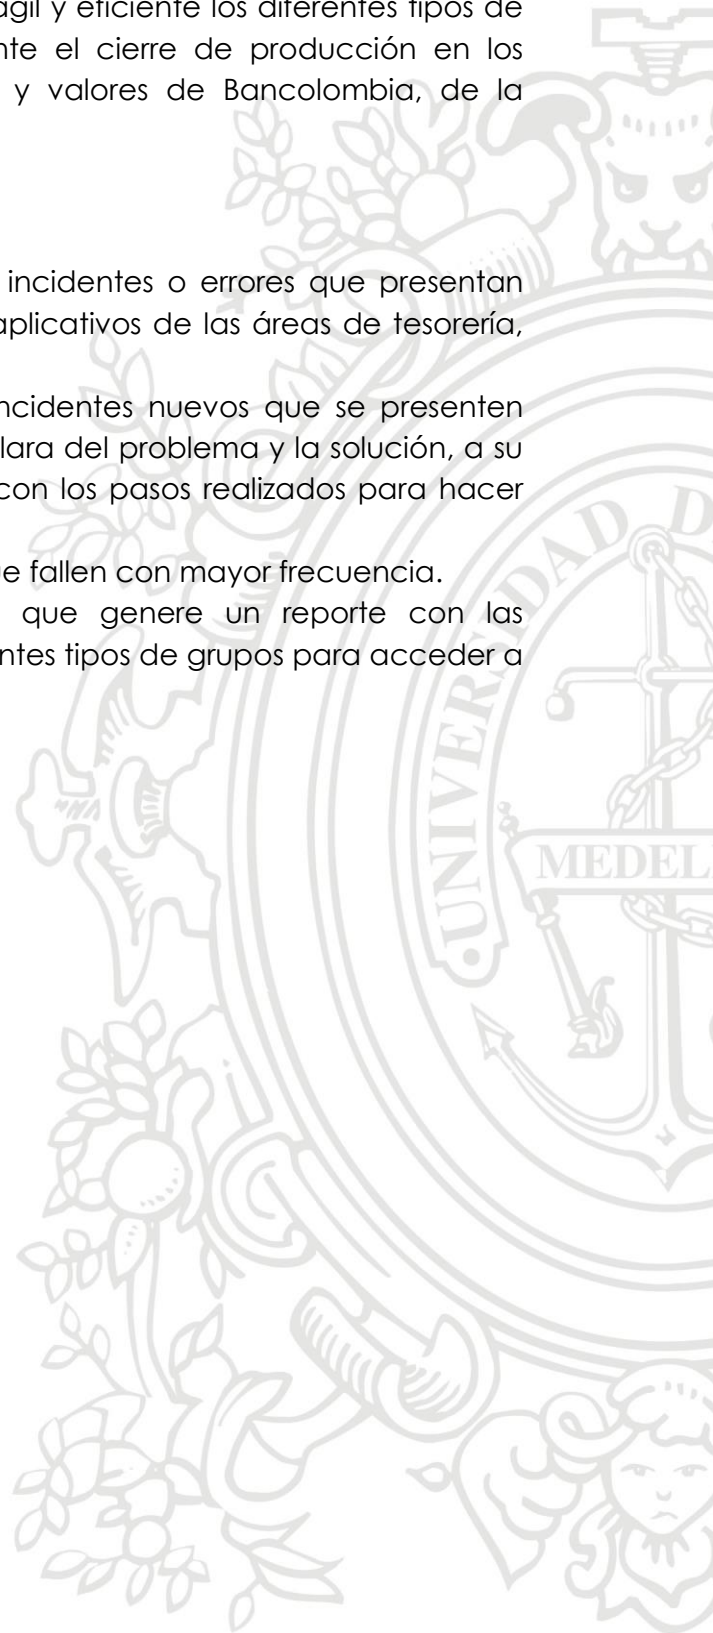 ágil y eficiente los diferentes tipos de
nte el cierre de producción en los
y valores de Bancolombia, de la
incidentes o errores que presentan
aplicativos de las áreas de tesorería,
ncidentes nuevos que se presenten
lara del problema y la solución, a su
con los pasos realizados para hacer
ue fallen con mayor frecuencia.
que genere un reporte con las
ntes tipos de grupos para acceder a
UNIVERSIDAD D
MEDEL